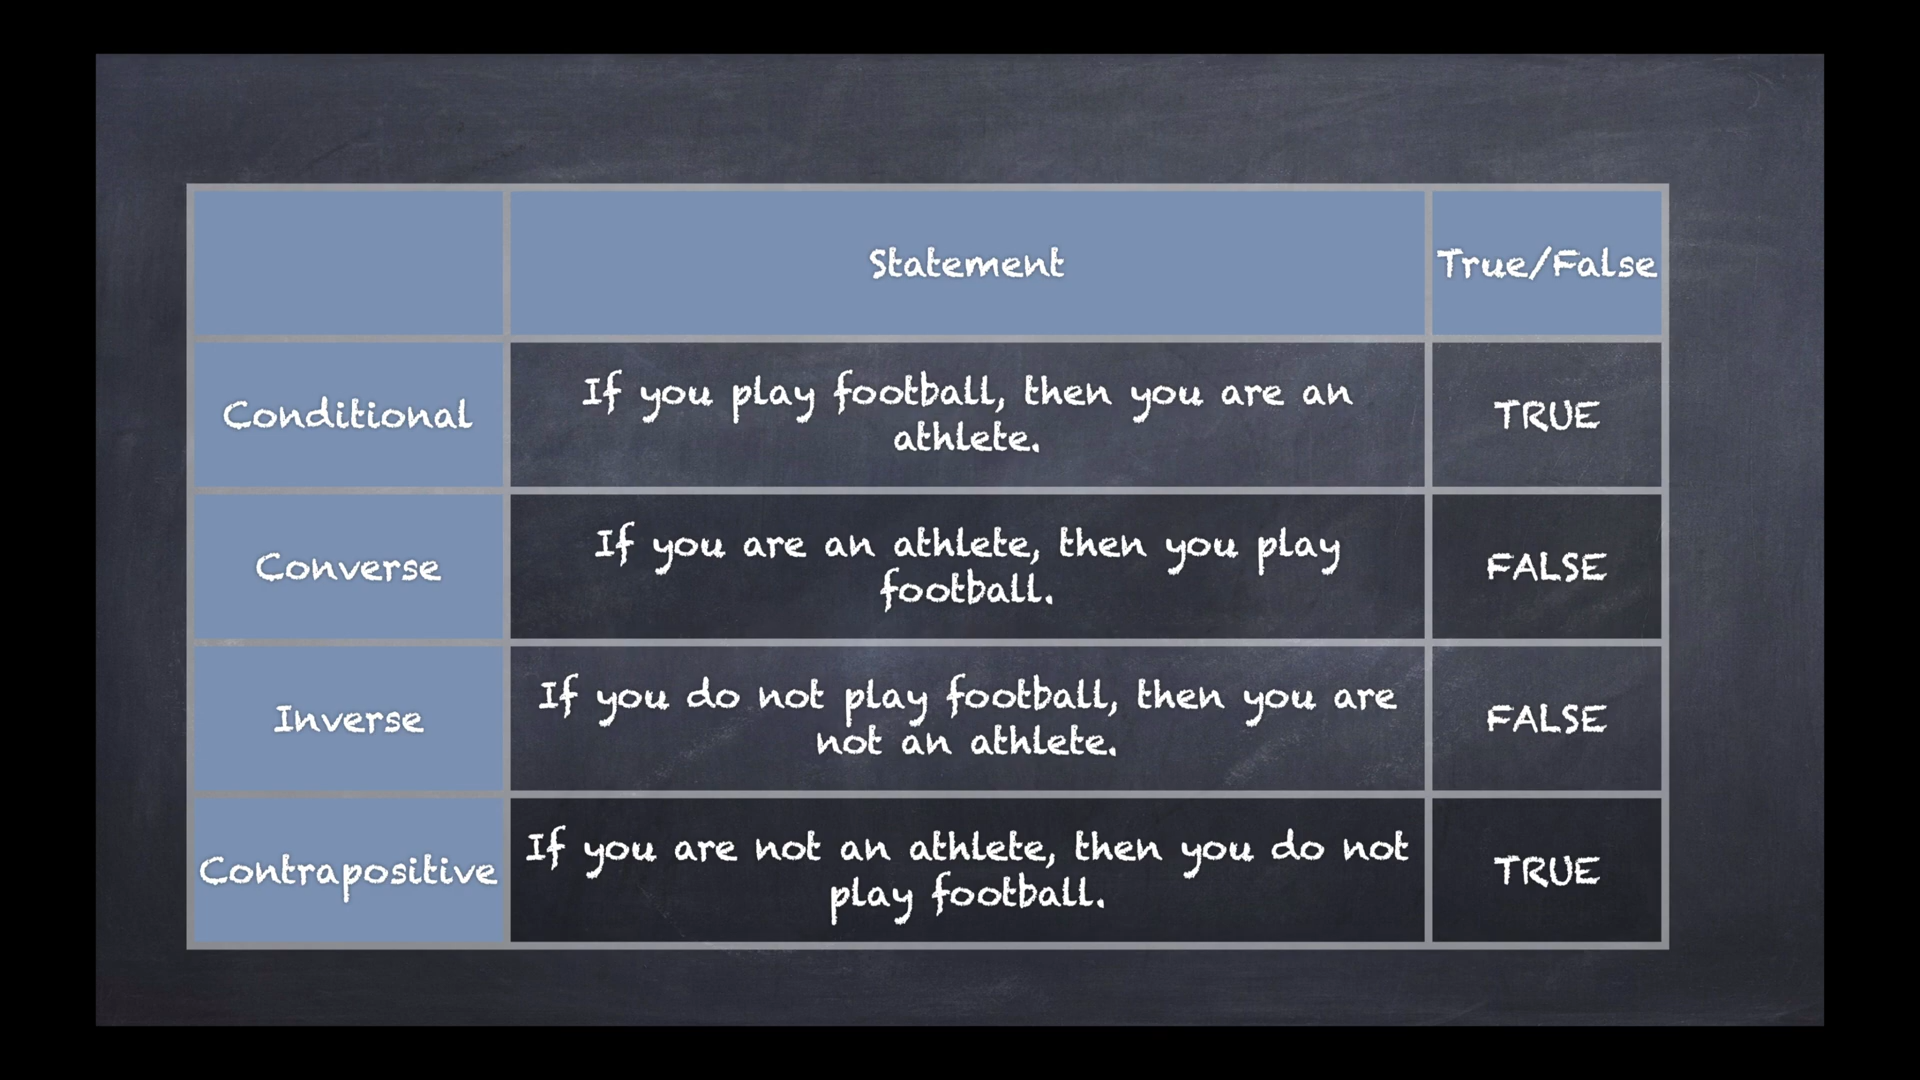 Statement
True/False
Conditional
If you play football, then you are an
athlete.
TRUE
Converse
If you are an athlete, then you play
football.
FALSE
Inverse
If you do not play football, then you are
not an athlete.
FALSE
Contrapositive
If you are not an athlete, then you do not
play football.
TRUE